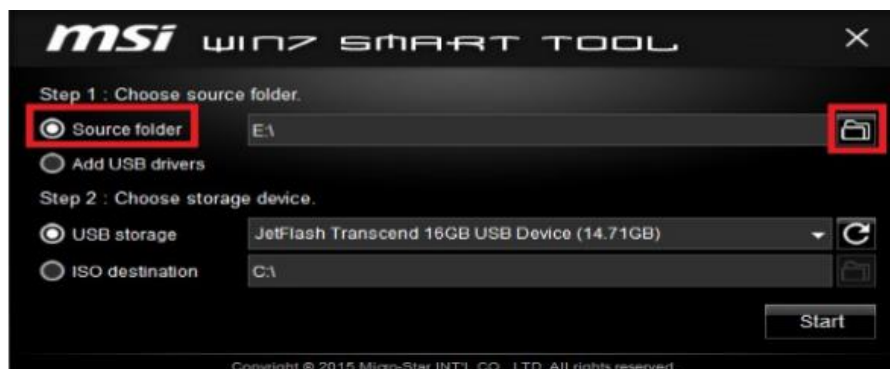 msi WIN7 SMART TOOL
Step 1 : Choose source folder.
Source folder E:\
Add USB drivers
Step 2 : Choose storage device.
USB storage JetFlash Transcend 16GB USB Device (14.71GB)
ISO destination C:\
Start
Copyright © 2015 Micro-Star INT'L CO., LTD. All rights reserved